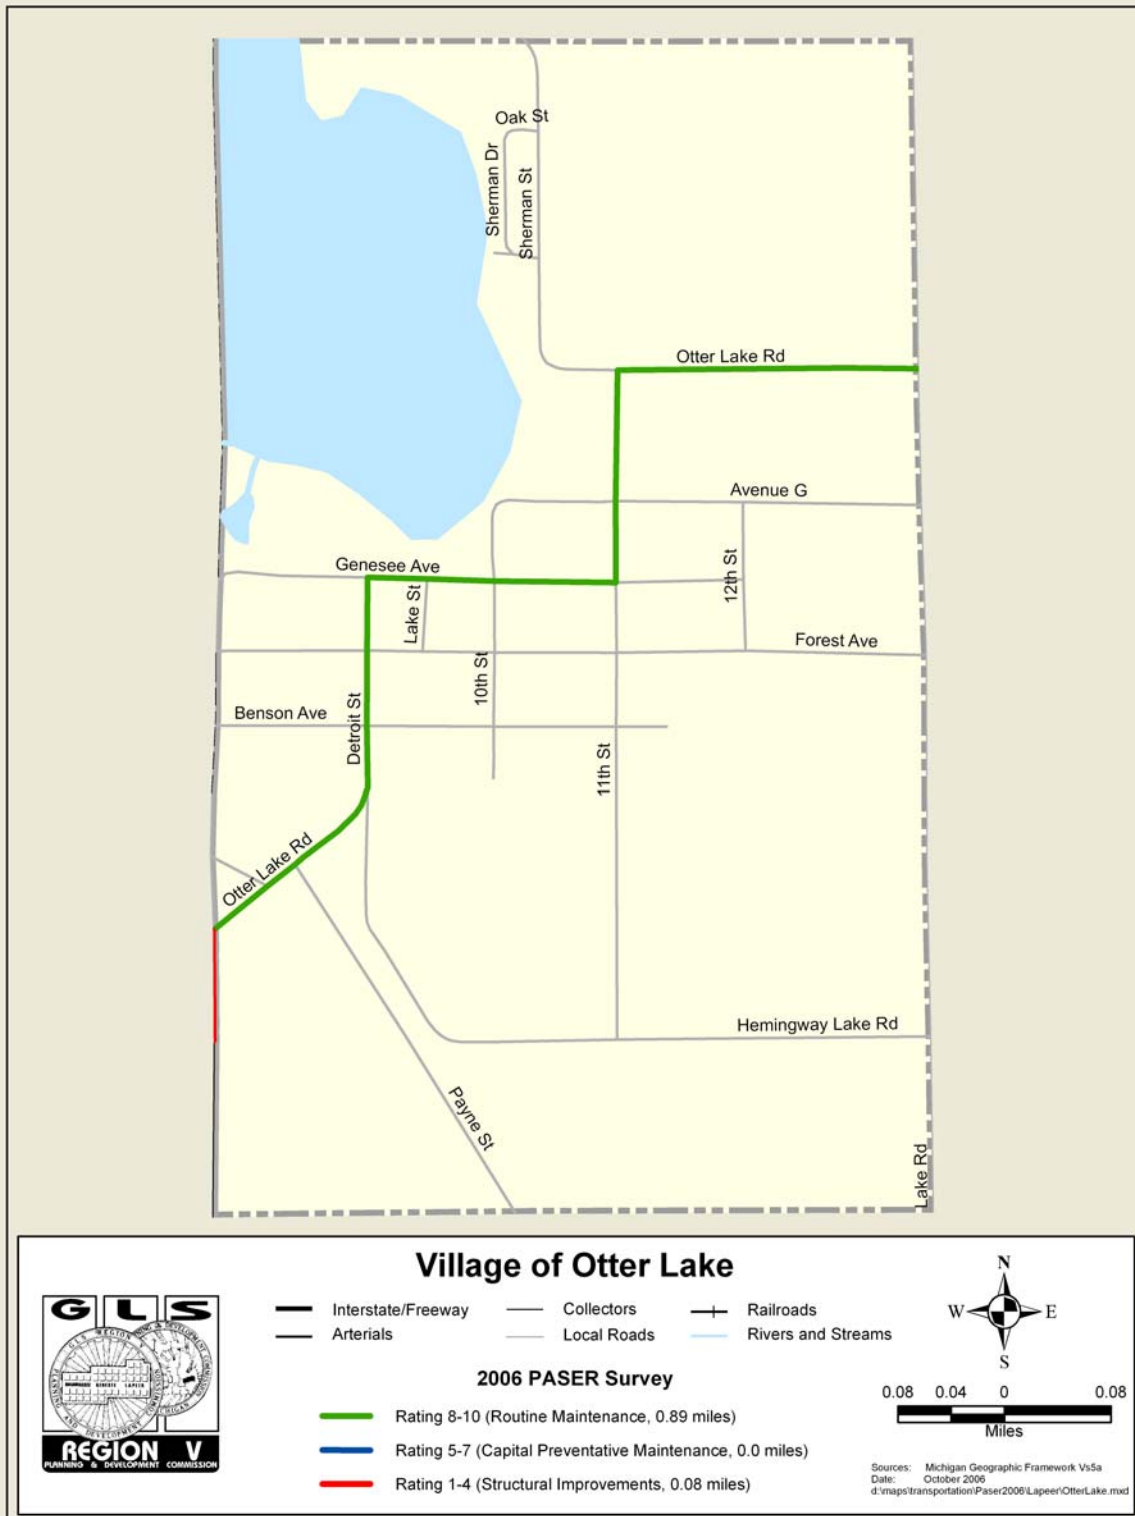 Oak St
Sherman Dr
Sherman St
Otter Lake Rd
Avenue G
Genesee Ave
Lake St
12th St
Forest Ave
10th St
Benson Ave
Detroit St
11th St
Otter Lake Rd
Hemingway Lake Rd
Payne St
Lake Rd
Village of Otter Lake
Interstate/Freeway
Collectors
Railroads
Arterials
Local Roads
Rivers and Streams
2006 PASER Survey
Rating 8-10 (Routine Maintenance, 0.89 miles)
Rating 5-7 (Capital Preventative Maintenance, 0.0 miles)
Rating 1-4 (Structural Improvements, 0.08 miles)
GLS
REGION V
PLANNING & DEVELOPMENT COMMISSION
N
W
E
S
0.08 0.04 0 0.08
Miles
Sources: Michigan Geographic Framework Vs5a
Date: October 2006
d:\maps\transportation\Paser2006\Lapeer\OtterLake.mxd